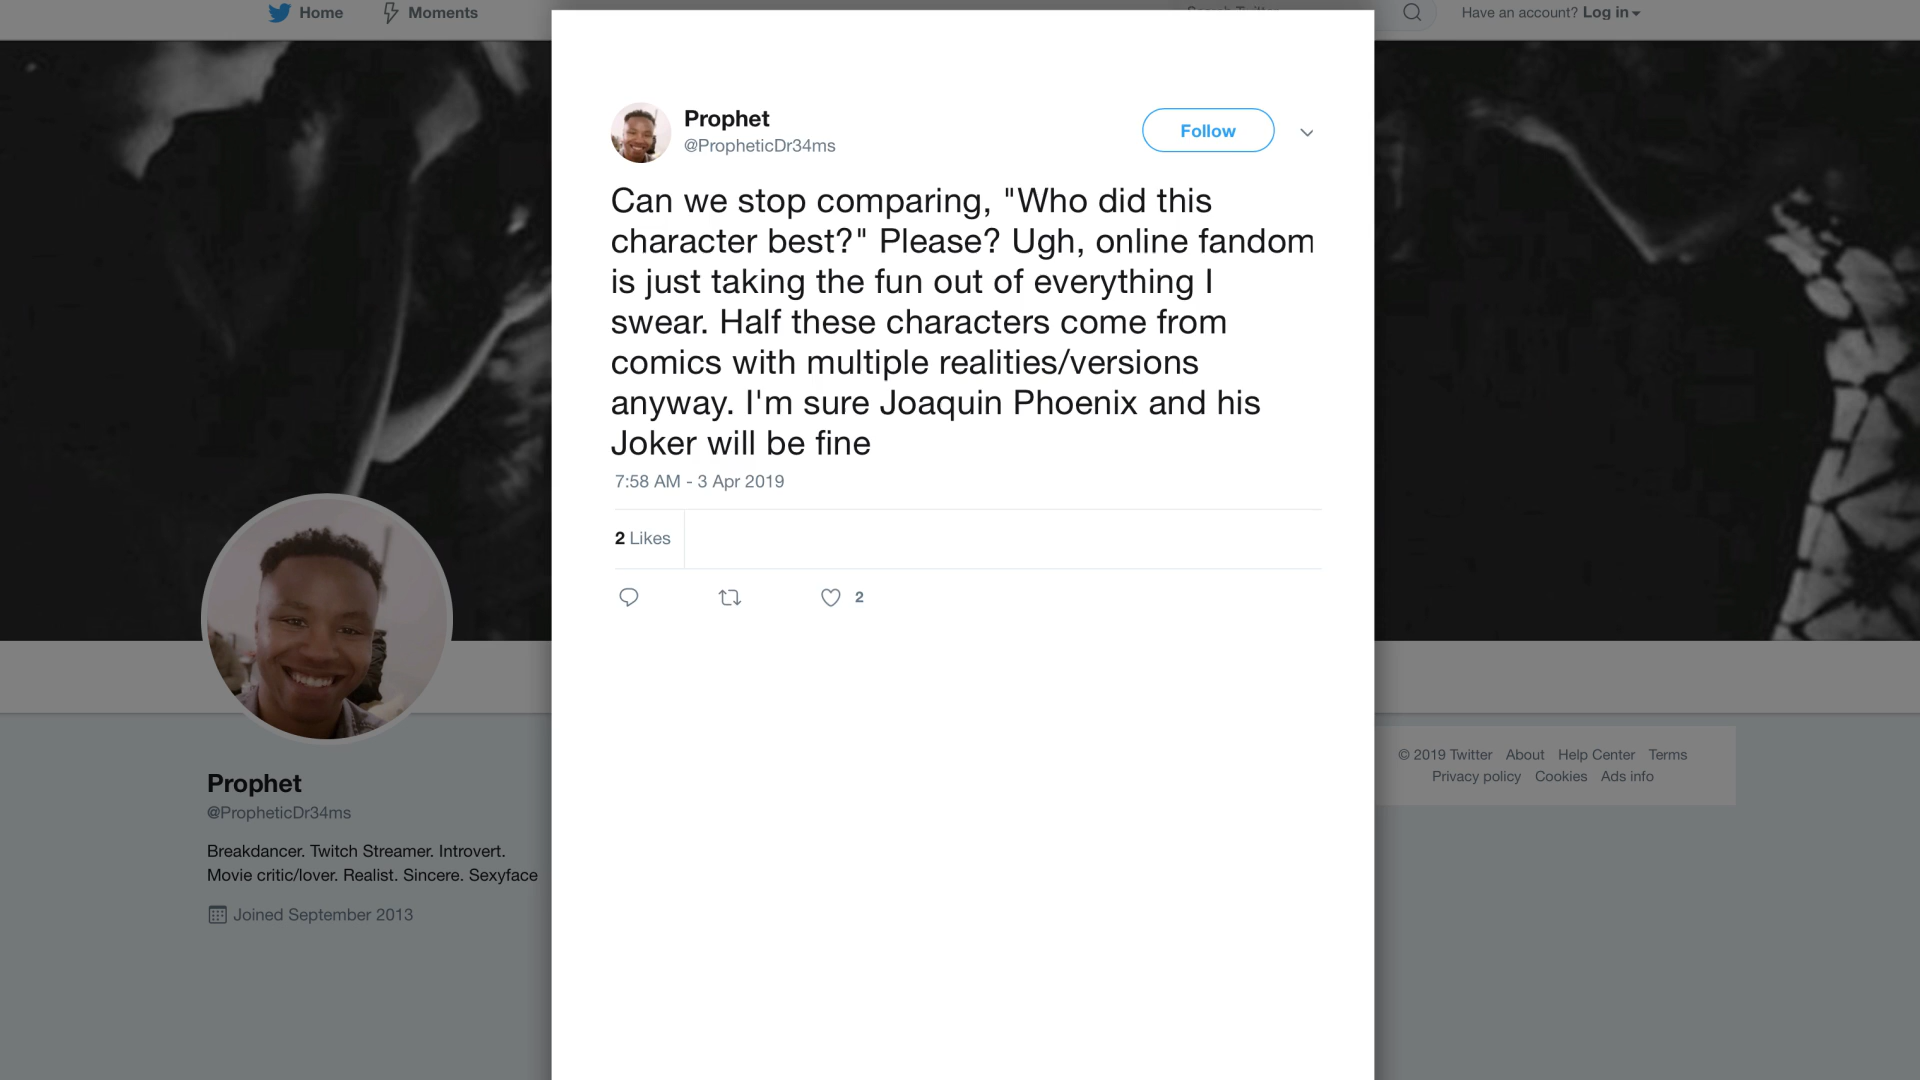 Home
Moments
Have an account? Log in
Prophet
@PropheticDr34ms
Follow
Can we stop comparing, "Who did this
character best?" Please? Ugh, online fandom
is just taking the fun out of everything I
swear. Half these characters come from
comics with multiple realities/versions
anyway. I'm sure Joaquin Phoenix and his
Joker will be fine
7:58 AM - 3 Apr 2019
2 Likes
2
Prophet
@PropheticDr34ms
Breakdancer. Twitch Streamer. Introvert.
Movie critic/lover. Realist. Sincere. Sexyface
Joined September 2013
© 2019 Twitter About Help Center Terms
Privacy policy Cookies Ads info